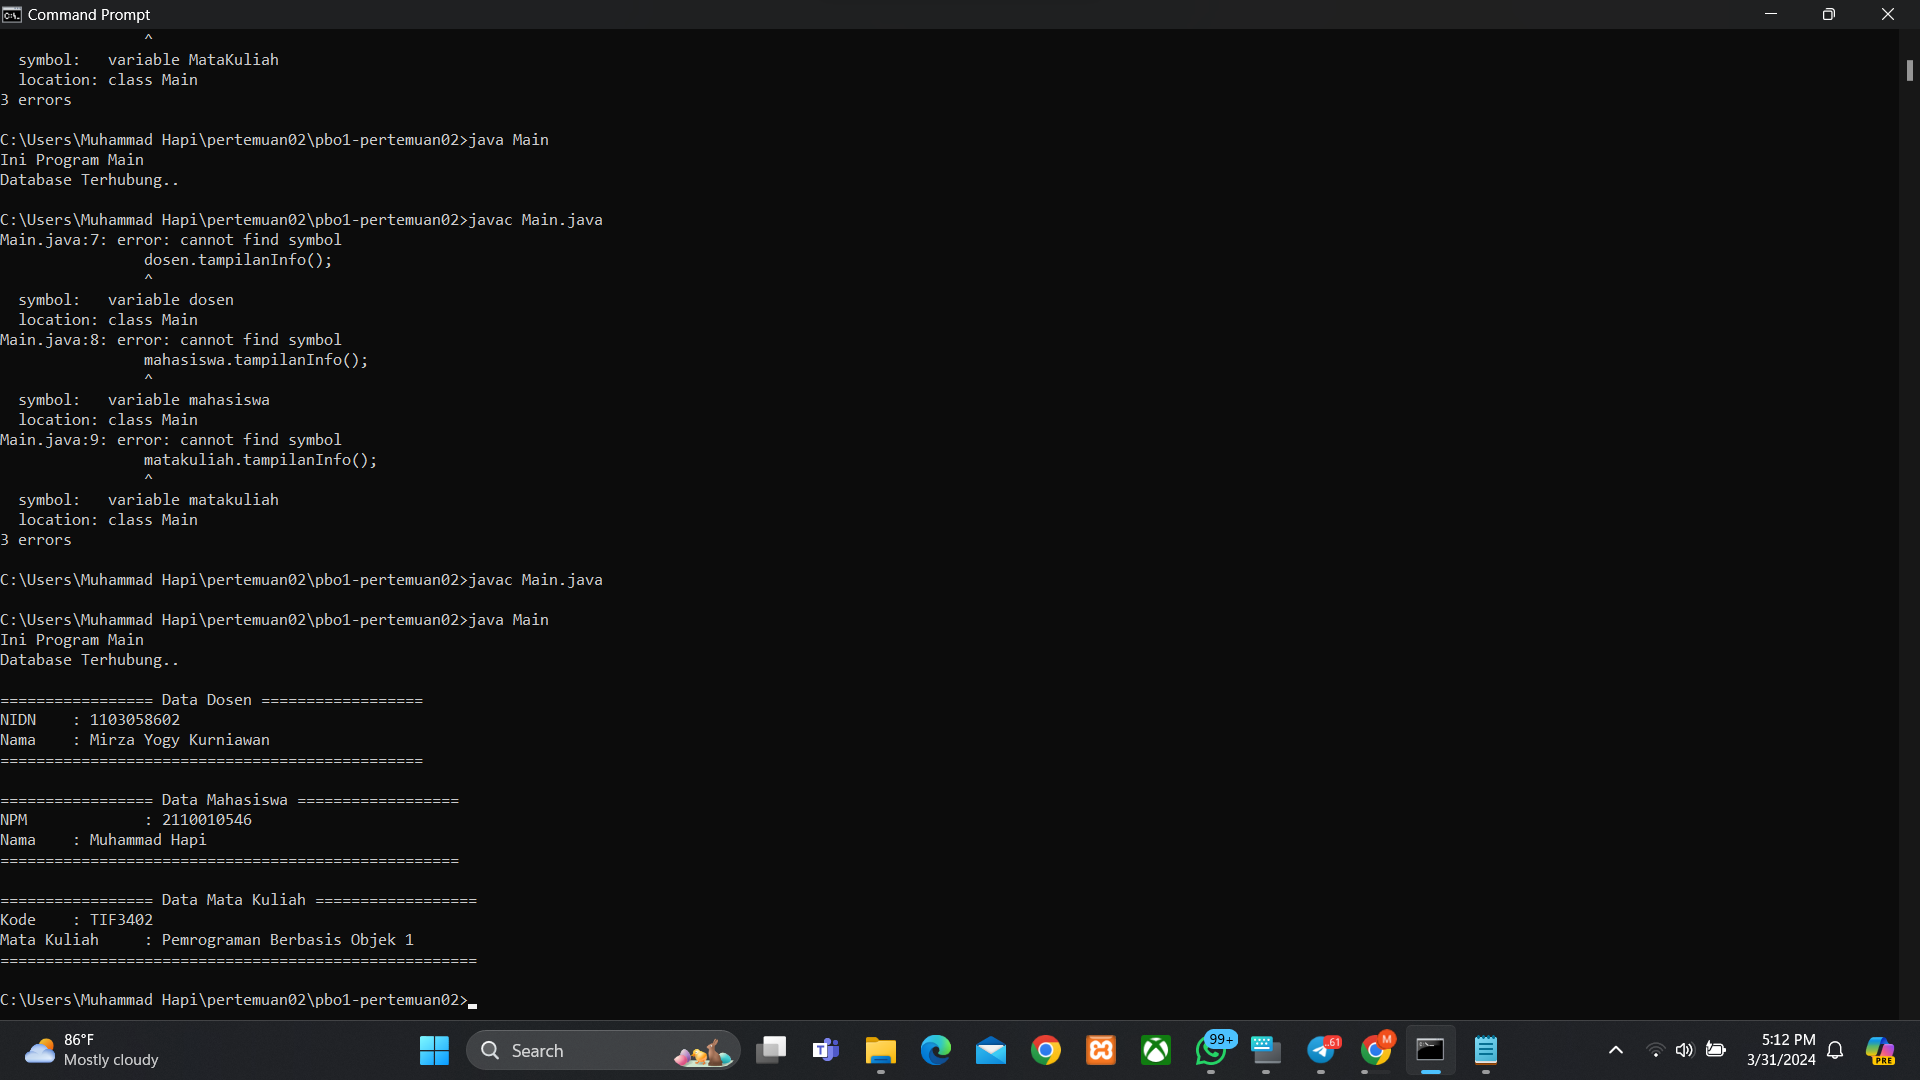 Command Prompt
^
symbol:   variable MataKuliah
location: class Main
3 errors
C:\Users\Muhammad Hapi\pertemuan02\pbo1-pertemuan02>java Main
Ini Program Main
Database Terhubung..
C:\Users\Muhammad Hapi\pertemuan02\pbo1-pertemuan02>javac Main.java
Main.java:7: error: cannot find symbol
dosen.tampilanInfo();
^
symbol:   variable dosen
location: class Main
Main.java:8: error: cannot find symbol
mahasiswa.tampilanInfo();
^
symbol:   variable mahasiswa
location: class Main
Main.java:9: error: cannot find symbol
matakuliah.tampilanInfo();
^
symbol:   variable matakuliah
location: class Main
3 errors
C:\Users\Muhammad Hapi\pertemuan02\pbo1-pertemuan02>javac Main.java
C:\Users\Muhammad Hapi\pertemuan02\pbo1-pertemuan02>java Main
Ini Program Main
Database Terhubung..
================= Data Dosen ==================
NIDN    : 1103058602
Nama    : Mirza Yogy Kurniawan
===============================================
================= Data Mahasiswa ==================
NPM             : 2110010546
Nama    : Muhammad Hapi
===================================================
================= Data Mata Kuliah ==================
Kode    : TIF3402
Mata Kuliah     : Pemrograman Berbasis Objek 1
=====================================================
C:\Users\Muhammad Hapi\pertemuan02\pbo1-pertemuan02>
86°F
Mostly cloudy
Search
99+
61
M
5:12 PM
3/31/2024
PRE